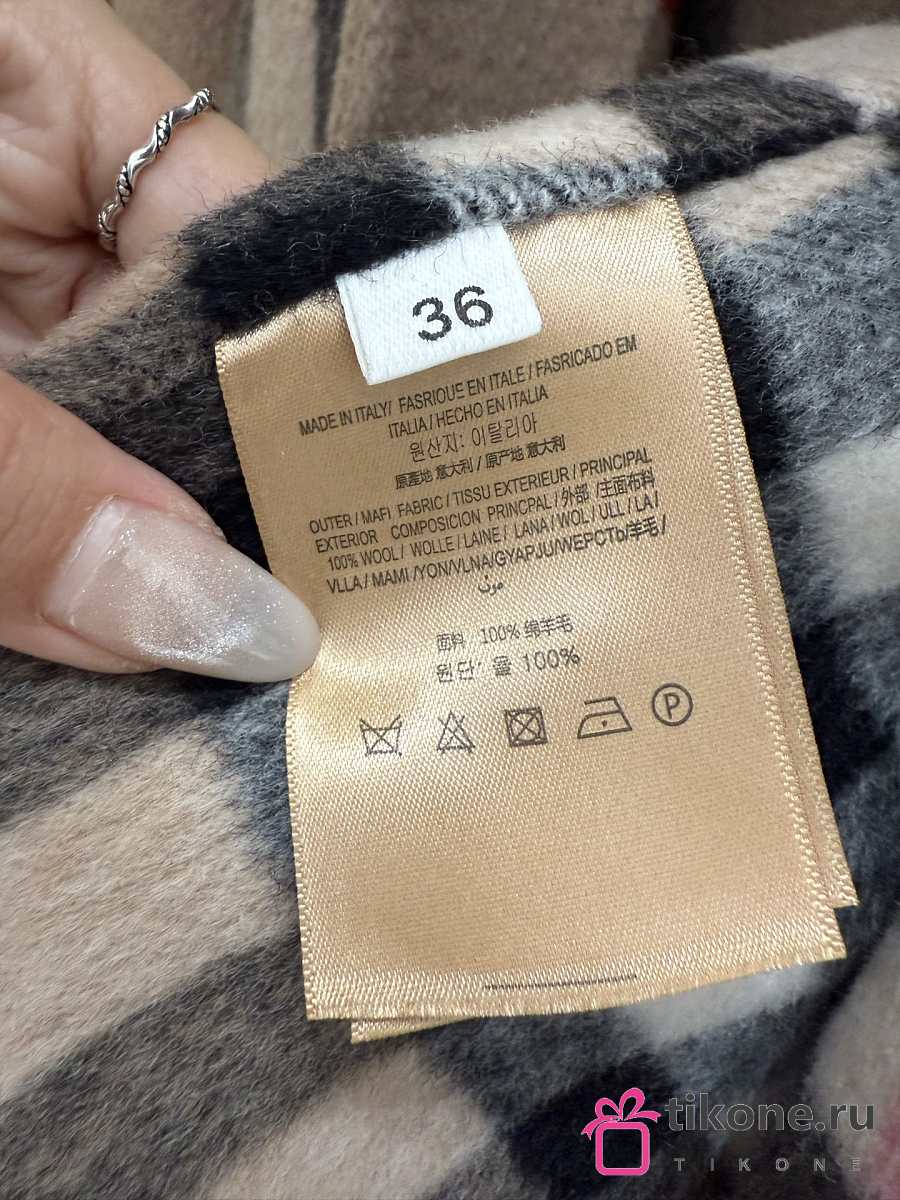 36
MADE IN ITALY/ FASRIOUE EN ITALE / FASRICADO EM
ITALIA / HECHO EN ITALIA
원산지: 이탈리아
原產地 意大利 / 原产地 意大利
OUTER / MAFI FABRIC / TISSU EXTERIEUR / PRINCIPAL
EXTERIOR COMPOSICION PRINCPAL / 外部 /主面布料
100% WOOL / WOLLE / LAINE / LANA / WOL / ULL / LA /
VLLA / MAMI /YON/VLNA/GYAPJU/WEPCTb/羊毛/
面料 100% 绵羊毛
원단: 울 100%
P
tikone.ru
TIKONE